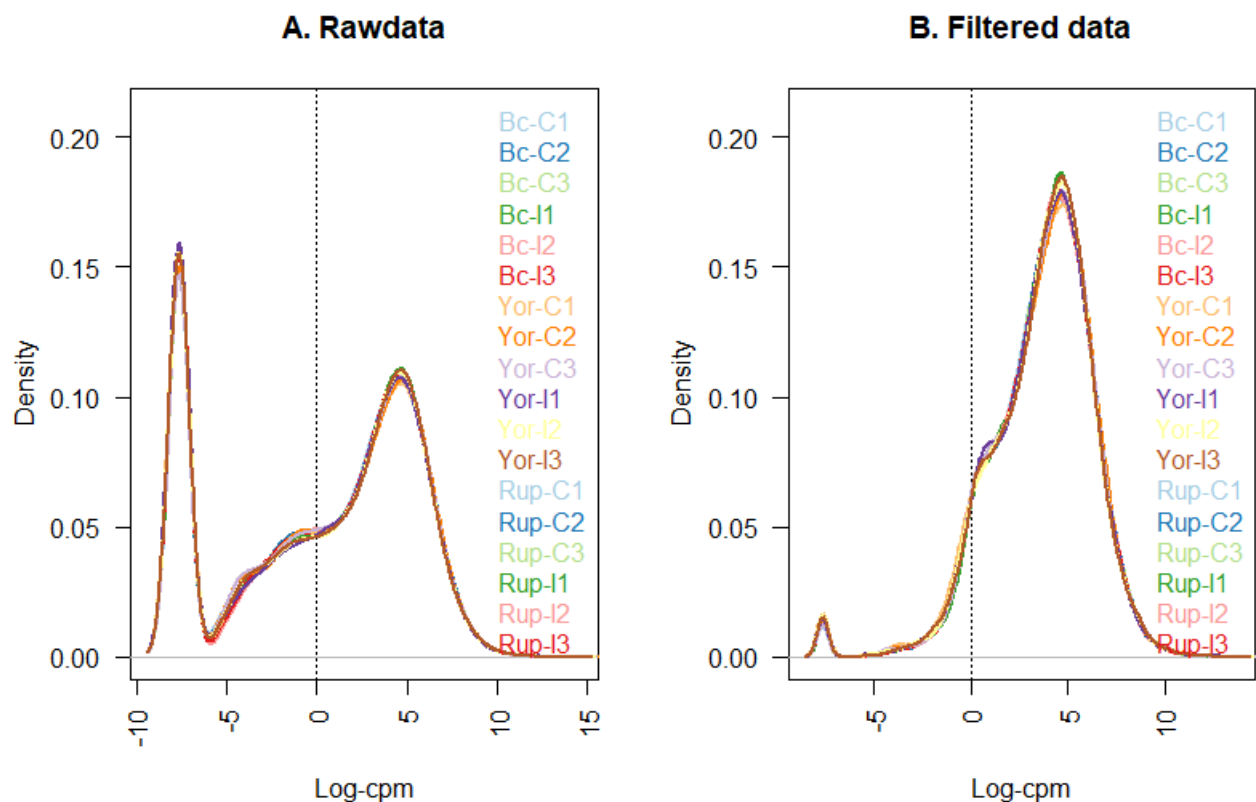 A. Rawdata
0.20
0.15
0.10
0.05
0.00
Density
-10
-5
0
5
10
15
Log-cpm
Bc-C1
Bc-C2
Bc-C3
Bc-I1
Bc-I2
Bc-I3
Yor-C1
Yor-C2
Yor-C3
Yor-I1
Yor-I2
Yor-I3
Rup-C1
Rup-C2
Rup-C3
Rup-I1
Rup-I2
Rup-I3
B. Filtered data
0.20
0.15
0.10
0.05
0.00
Density
-5
0
5
10
Log-cpm
Bc-C1
Bc-C2
Bc-C3
Bc-I1
Bc-I2
Bc-I3
Yor-C1
Yor-C2
Yor-C3
Yor-I1
Yor-I2
Yor-I3
Rup-C1
Rup-C2
Rup-C3
Rup-I1
Rup-I2
Rup-I3